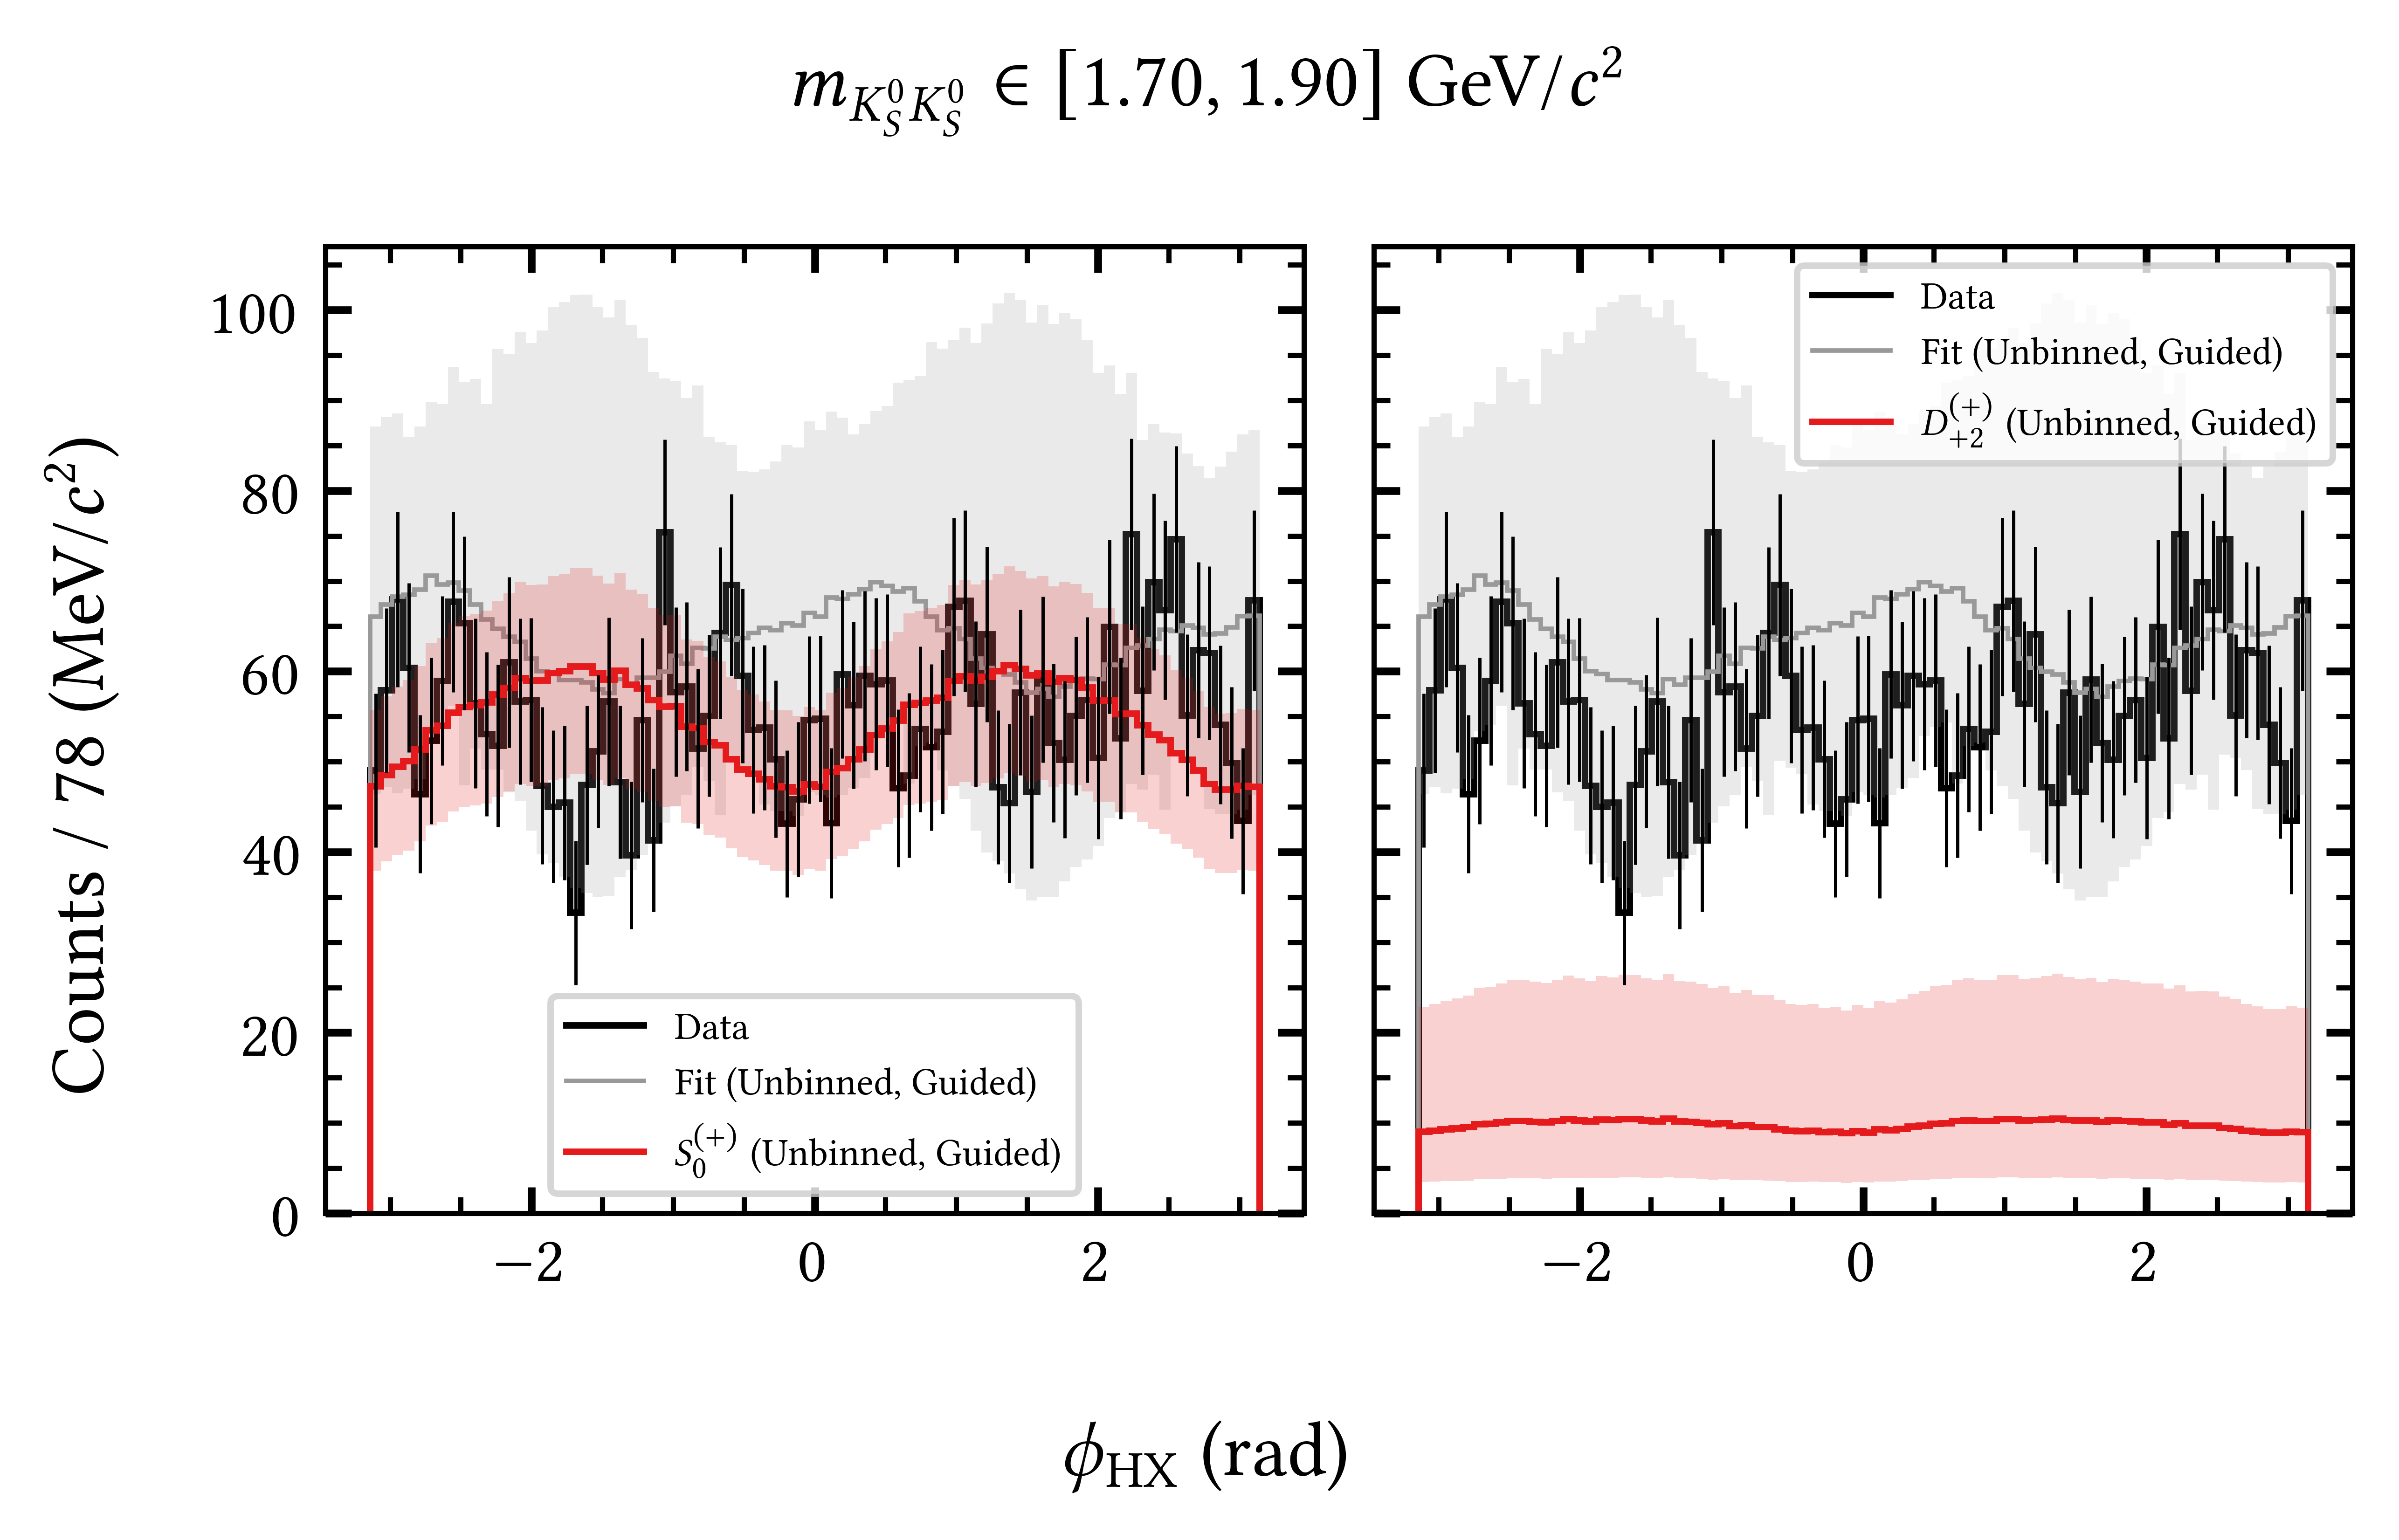 m_{K_S^0 K_S^0} ∈ [1.70, 1.90] GeV/c²
Counts / 78 (MeV/c²)
100
80
60
40
20
0
Data
Fit (Unbinned, Guided)
S_0^{(+)} (Unbinned, Guided)
−2
0
2
Data
Fit (Unbinned, Guided)
D_{+2}^{(+)} (Unbinned, Guided)
−2
0
2
ϕ_{HX} (rad)